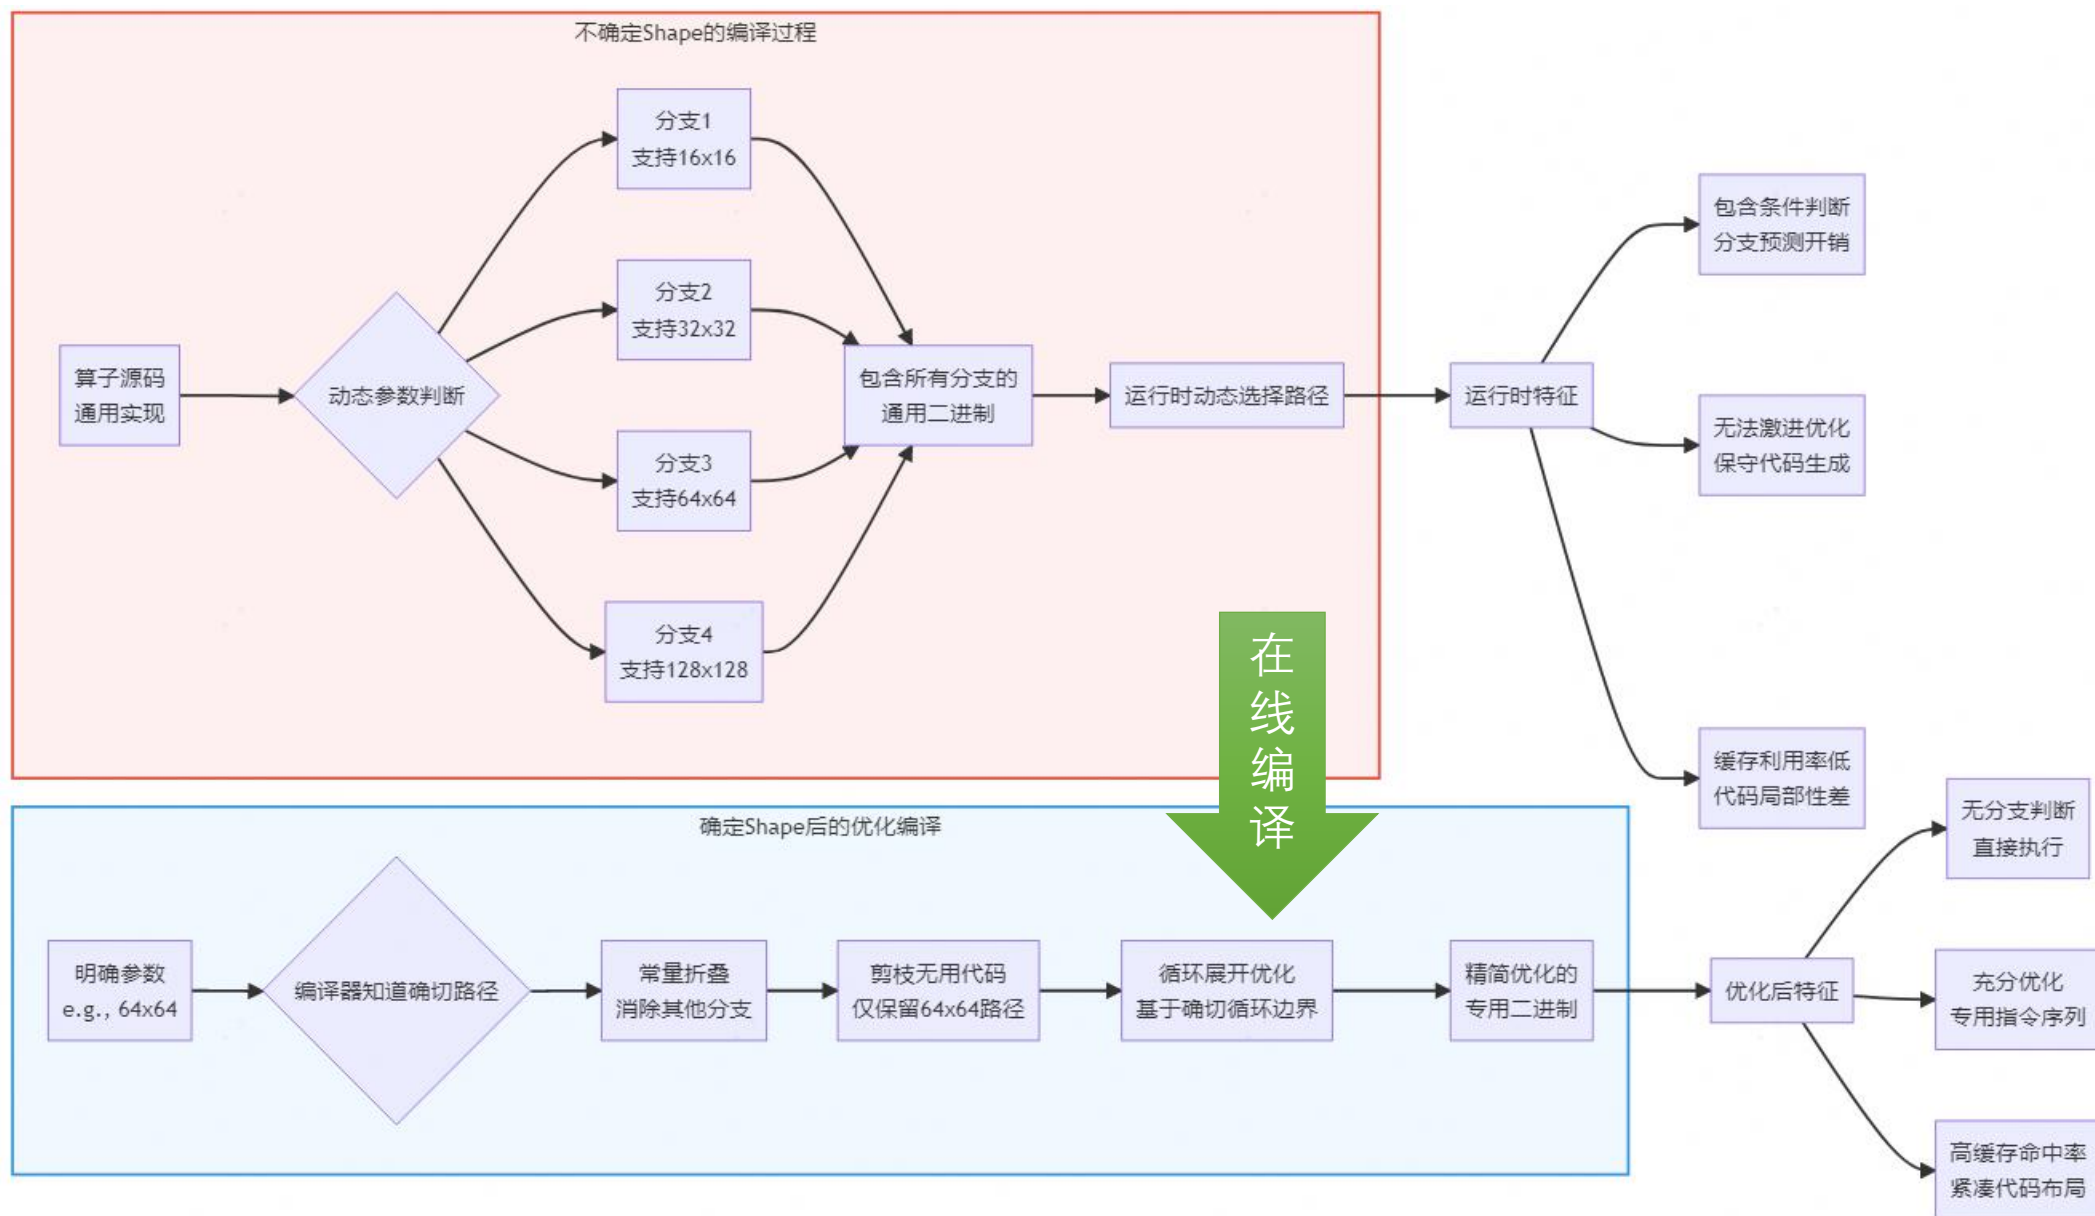 不确定Shape的编译过程
算子源码
通用实现
动态参数判断
分支1
支持16x16
分支2
支持32x32
分支3
支持64x64
分支4
支持128x128
包含所有分支的
通用二进制
运行时动态选择路径
运行时特征
包含条件判断
分支预测开销
无法激进优化
保守代码生成
缓存利用率低
代码局部性差
在
线
编
译
确定Shape后的优化编译
明确参数
e.g., 64x64
编译器知道确切路径
常量折叠
消除其他分支
剪枝无用代码
仅保留64x64路径
循环展开优化
基于确切循环边界
精简优化的
专用二进制
优化后特征
无分支判断
直接执行
充分优化
专用指令序列
高缓存命中率
紧凑代码布局